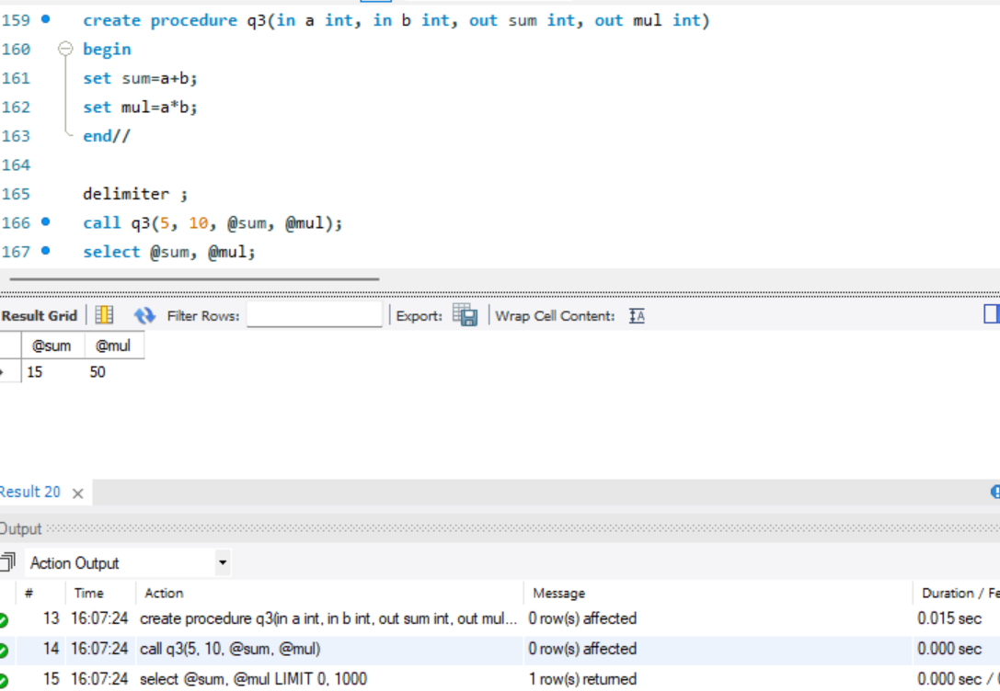 159 create procedure q3(in a int, in b int, out sum int, out mul int)
160 begin
161 set sum=a+b;
162 set mul=a*b;
163 end//
164
165 delimiter ;
166 call q3(5, 10, @sum, @mul);
167 select @sum, @mul;
Result Grid Filter Rows: Export: Wrap Cell Content:
@sum @mul
15 50
Result 20
Output
Action Output
# Time Action Message Duration / Fe
13 16:07:24 create procedure q3(in a int, in b int, out sum int, out mul... 0 row(s) affected 0.015 sec
14 16:07:24 call q3(5, 10, @sum, @mul) 0 row(s) affected 0.000 sec
15 16:07:24 select @sum, @mul LIMIT 0, 1000 1 row(s) returned 0.000 sec /